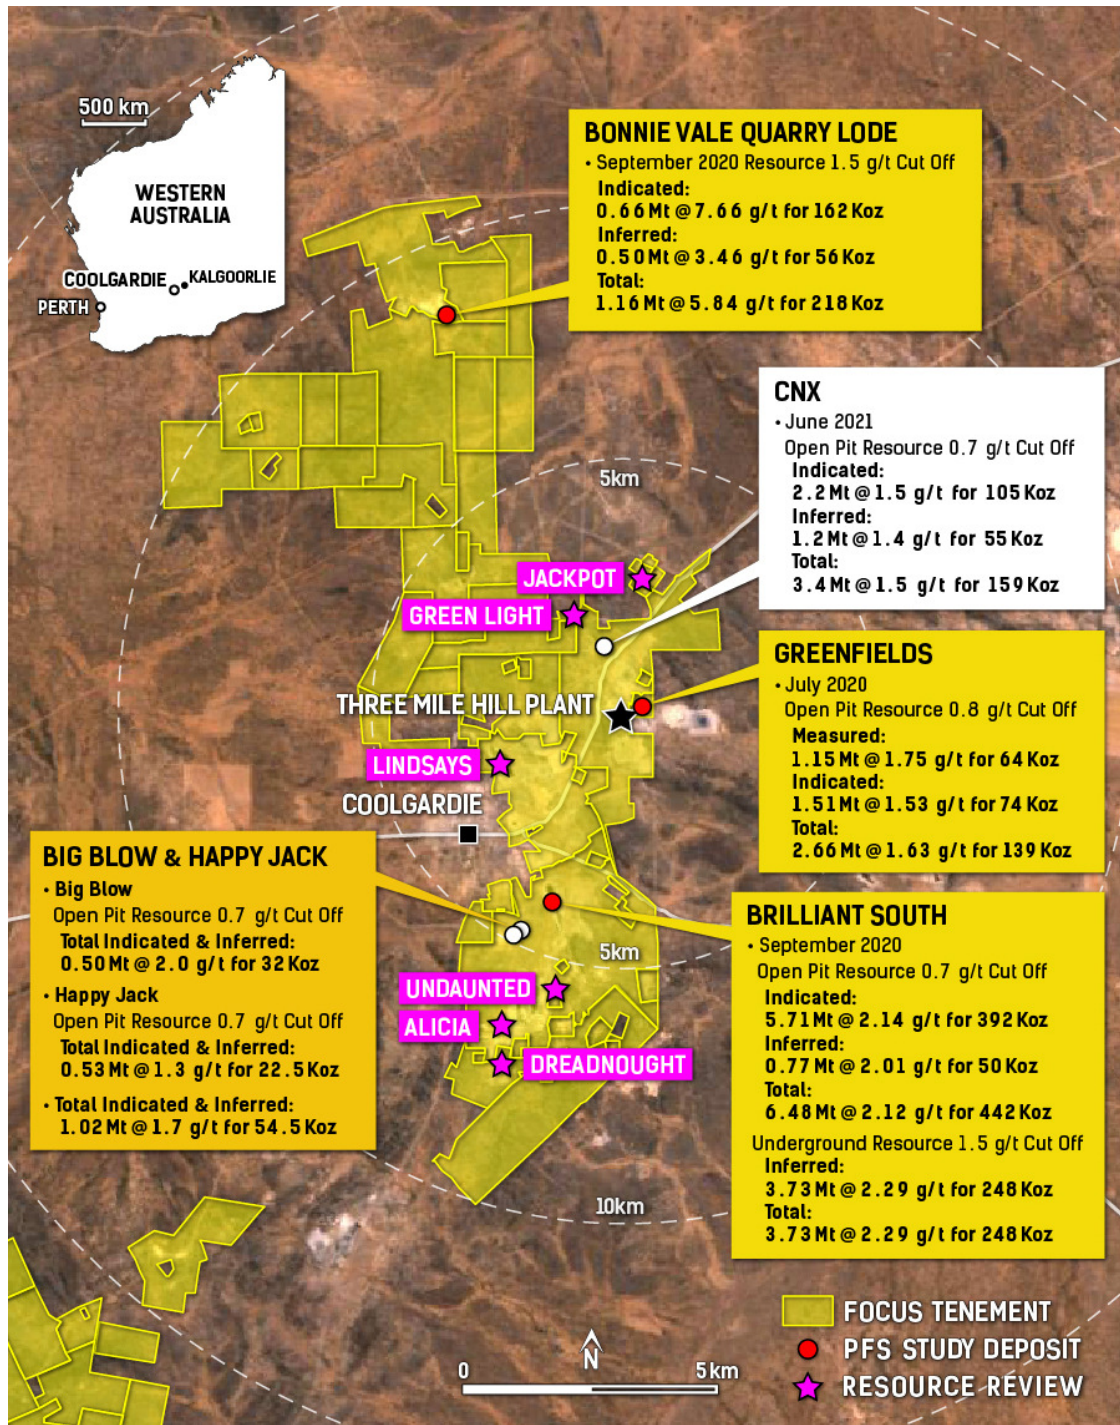 500 km
WESTERN
AUSTRALIA
COOLGARDIE
KALGOORLIE
PERTH
BONNIE VALE QUARRY LODE
• September 2020 Resource 1.5 g/t Cut Off
Indicated:
0.66 Mt @ 7.66 g/t for 162 Koz
Inferred:
0.50 Mt @ 3.46 g/t for 56 Koz
Total:
1.16 Mt @ 5.84 g/t for 218 Koz
CNX
• June 2021
Open Pit Resource 0.7 g/t Cut Off
Indicated:
2.2 Mt @ 1.5 g/t for 105 Koz
Inferred:
1.2 Mt @ 1.4 g/t for 55 Koz
Total:
3.4 Mt @ 1.5 g/t for 159 Koz
5km
JACKPOT
GREEN LIGHT
THREE MILE HILL PLANT
LINDSAYS
COOLGARDIE
GREENFIELDS
• July 2020
Open Pit Resource 0.8 g/t Cut Off
Measured:
1.15 Mt @ 1.75 g/t for 64 Koz
Indicated:
1.51 Mt @ 1.53 g/t for 74 Koz
Total:
2.66 Mt @ 1.63 g/t for 139 Koz
BIG BLOW & HAPPY JACK
• Big Blow
Open Pit Resource 0.7 g/t Cut Off
Total Indicated & Inferred:
0.50 Mt @ 2.0 g/t for 32 Koz
• Happy Jack
Open Pit Resource 0.7 g/t Cut Off
Total Indicated & Inferred:
0.53 Mt @ 1.3 g/t for 22.5 Koz
• Total Indicated & Inferred:
1.02 Mt @ 1.7 g/t for 54.5 Koz
5km
UNDAUNTED
ALICIA
DREADNOUGHT
BRILLIANT SOUTH
• September 2020
Open Pit Resource 0.7 g/t Cut Off
Indicated:
5.71 Mt @ 2.14 g/t for 392 Koz
Inferred:
0.77 Mt @ 2.01 g/t for 50 Koz
Total:
6.48 Mt @ 2.12 g/t for 442 Koz
Underground Resource 1.5 g/t Cut Off
Inferred:
3.73 Mt @ 2.29 g/t for 248 Koz
Total:
3.73 Mt @ 2.29 g/t for 248 Koz
10km
FOCUS TENEMENT
PFS STUDY DEPOSIT
RESOURCE REVIEW
N
0 5 km